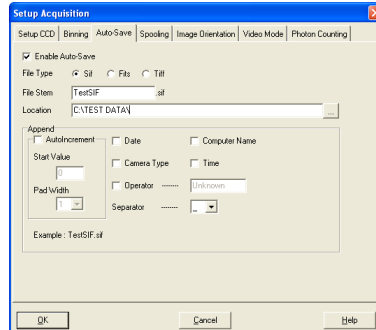 Setup Acquisition
Setup CCD Binning Auto-Save Spooling Image Orientation Video Mode Photon Counting
Enable Auto-Save
File Type Sif Fits Tiff
File Stem TestSIF .sif
Location C:\TEST DATA\ ...
Append
AutoIncrement Date Computer Name
Start Value Camera Type Time
0
Pad Width Operator -------- Unknown
1 Separator -------- _
Example : TestSIF.sif
OK Cancel Help